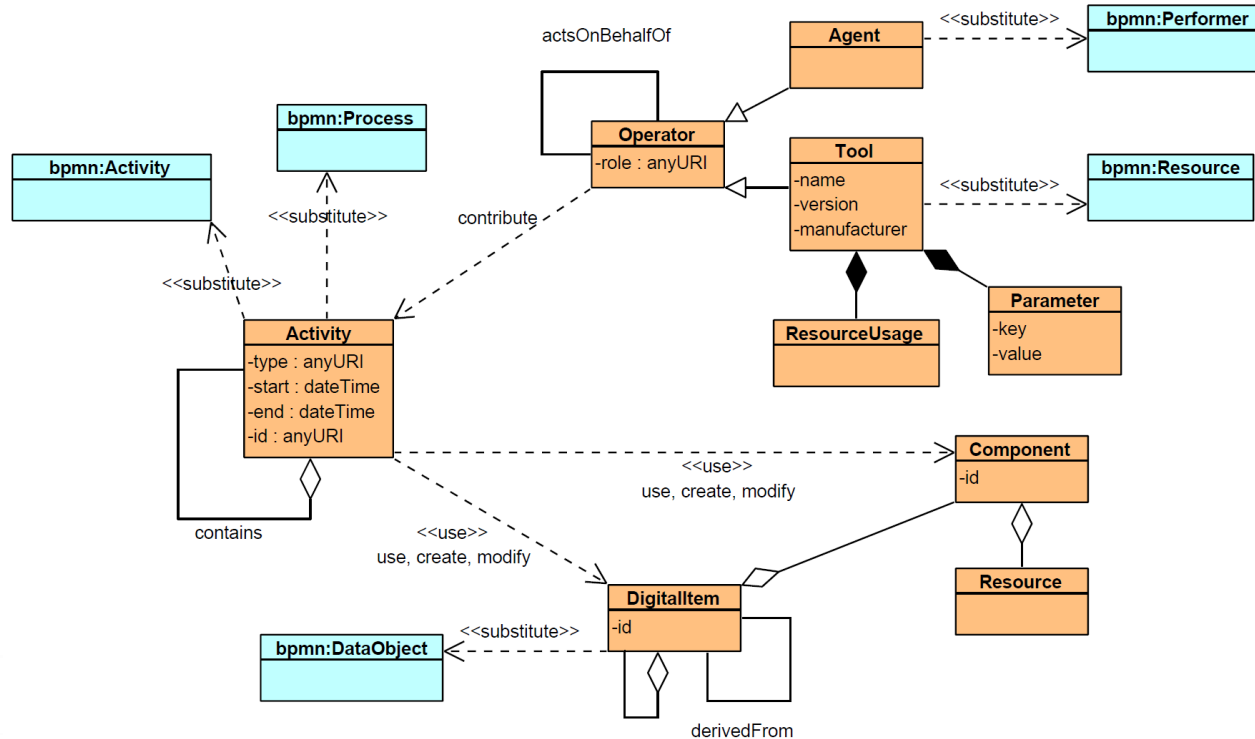 <<substitute>>
bpmn:Performer
Agent
actsOnBehalfOf
bpmn:Process
Operator
-role : anyURI
Tool
-name
-version
-manufacturer
<<substitute>>
bpmn:Resource
bpmn:Activity
<<substitute>>
contribute
<<substitute>>
Parameter
-key
-value
ResourceUsage
Activity
-type : anyURI
-start : dateTime
-end : dateTime
-id : anyURI
Component
-id
<<use>>
use, create, modify
contains
<<use>>
use, create, modify
Resource
DigitalItem
-id
<<substitute>>
bpmn:DataObject
derivedFrom